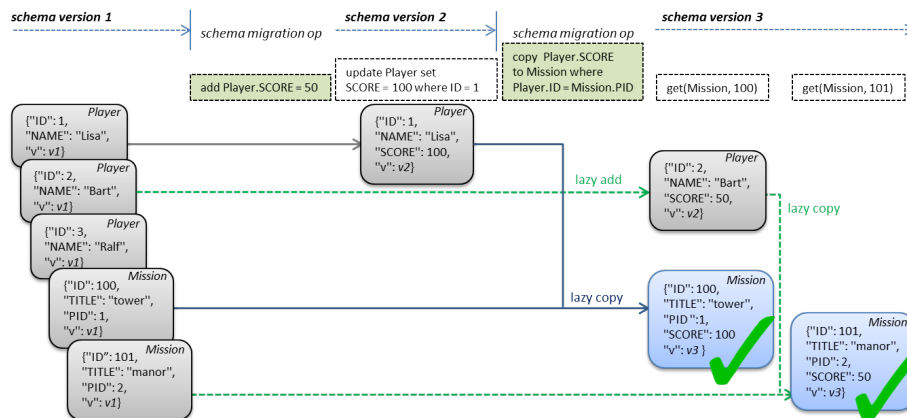 schema version 1
schema version 2
schema version 3
schema migration op
schema migration op
add Player.SCORE = 50
update Player set
SCORE = 100 where ID = 1
copy Player.SCORE
to Mission where
Player.ID = Mission.PID
get(Mission, 100)
get(Mission, 101)
Player
{"ID": 1,
"NAME": "Lisa",
"v": v1}
Player
{"ID": 2,
"NAME": "Bart",
"v": v1}
{"ID": 3,
"NAME": "Ralf",
"v": v1}
Mission
{"ID": 100,
"TITLE": "tower",
"PID": 1,
"v": v1}
Mission
{"ID": 101,
"TITLE": "manor",
"PID": 2,
"v": v1}
Player
{"ID": 1,
"NAME": "Lisa",
"SCORE": 100,
"v": v2}
lazy add
Player
{"ID": 2,
"NAME": "Bart",
"SCORE": 50,
"v": v2}
lazy copy
lazy copy
Mission
{"ID": 100,
"TITLE": "tower",
"PID":1,
"SCORE": 100
"v": v3 }
Mission
{"ID": 101,
"TITLE": "manor",
"PID": 2,
"SCORE": 50
"v": v3}